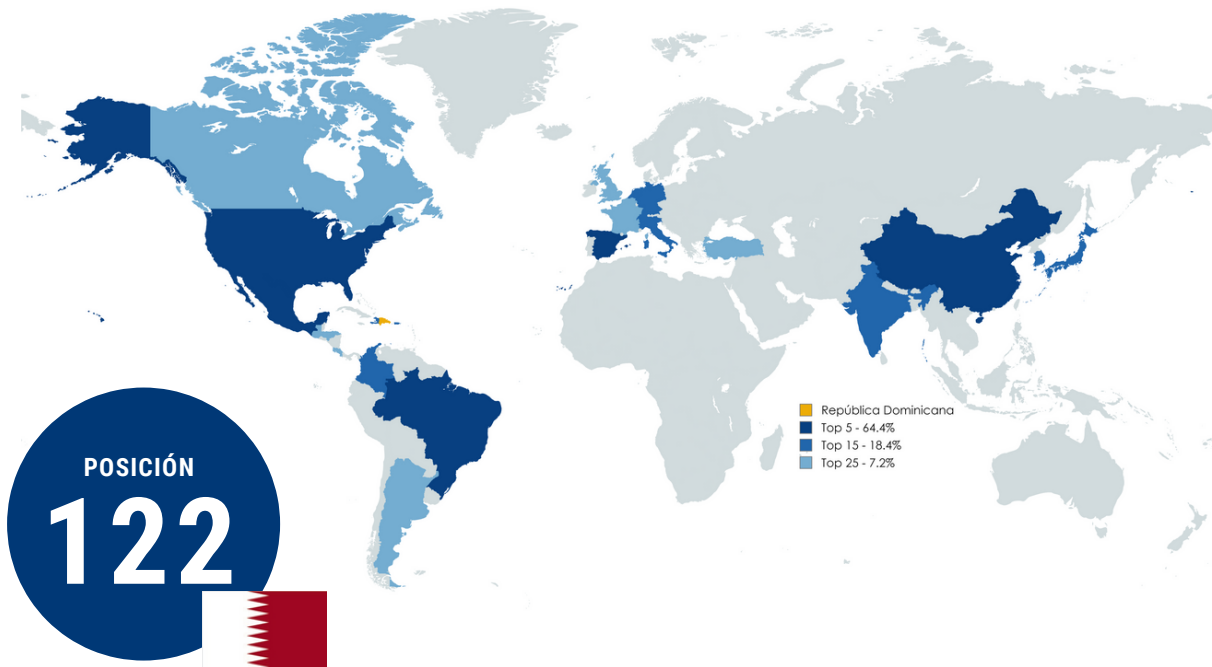 República Dominicana
Top 5 - 64.4%
Top 15 - 18.4%
Top 25 - 7.2%
POSICIÓN
122